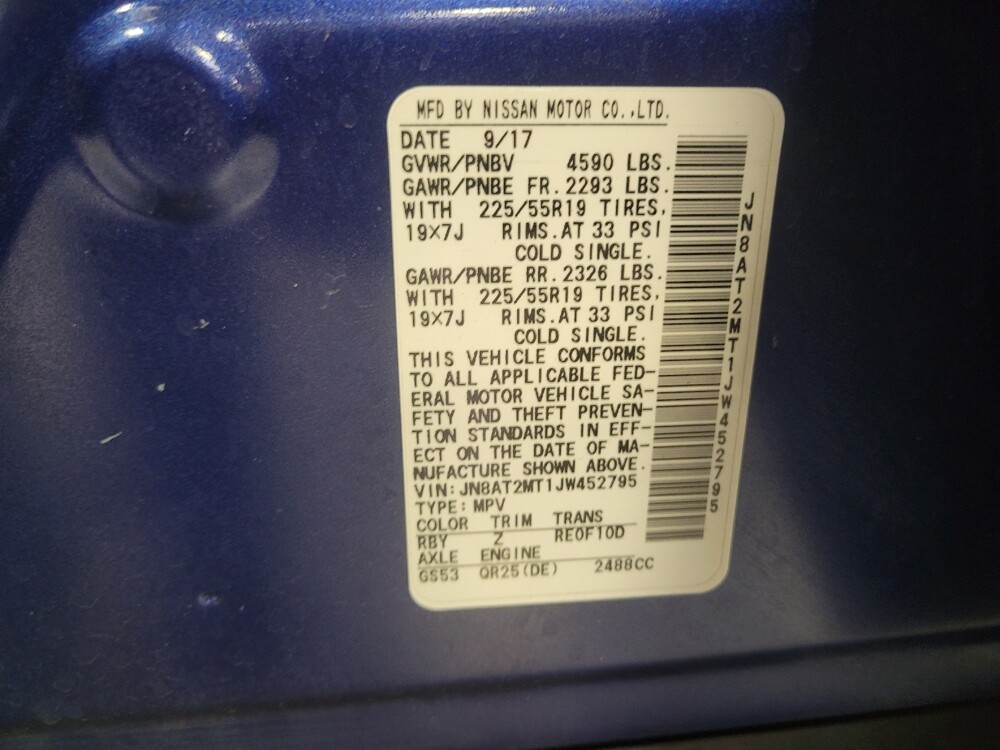 MFD BY NISSAN MOTOR CO.,LTD.
DATE 9/17
GVWR/PNBV 4590 LBS.
GAWR/PNBE FR. 2293 LBS.
WITH 225/55R19 TIRES,
19X7J RIMS. AT 33 PSI
COLD SINGLE.
GAWR/PNBE RR. 2326 LBS.
WITH 225/55R19 TIRES,
19X7J RIMS. AT 33 PSI
COLD SINGLE.
THIS VEHICLE CONFORMS
TO ALL APPLICABLE FED-
ERAL MOTOR VEHICLE SA-
FETY AND THEFT PREVEN-
TION STANDARDS IN EFF-
ECT ON THE DATE OF MA-
NUFACTURE SHOWN ABOVE.
VIN: JN8AT2MT1JW452795
TYPE: MPV
COLOR TRIM TRANS
RBY Z RE0F10D
AXLE ENGINE
GS53 QR25(DE) 2488CC
JN8AT2MT1JW452795